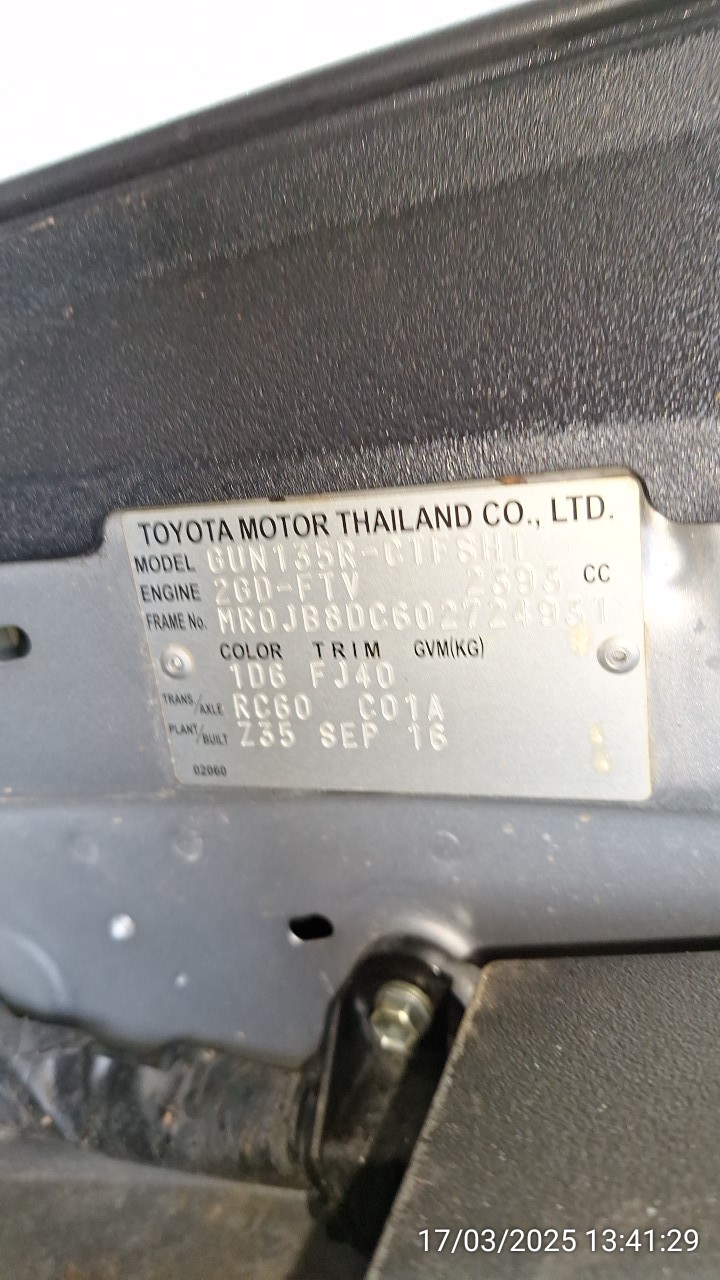 TOYOTA MOTOR THAILAND CO., LTD.
MODEL GUN135R-CTFSHT
ENGINE 2GD-FTV 2393 CC
FRAME No. MR0JB8DC602724931
COLOR TRIM GVM(KG)
1D6 FJ40
TRANS/AXLE RC60 C01A
PLANT/BUILT Z35 SEP 16
02060
17/03/2025 13:41:29